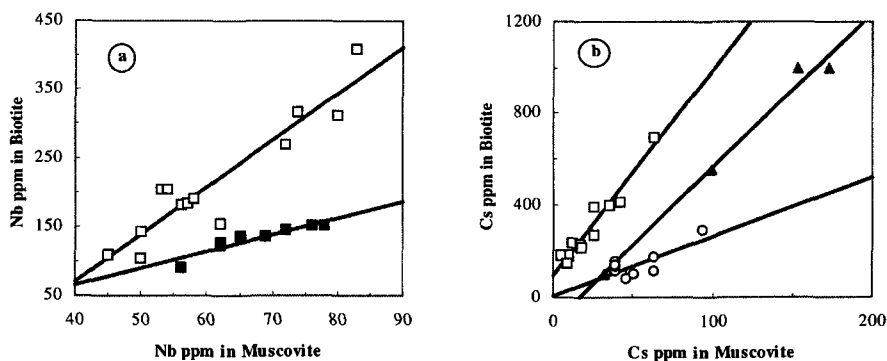 a
Nb ppm in Biotite
450
350
250
150
50
40 50 60 70 80 90
Nb ppm in Muscovite
b
Cs ppm in Biotite
1200
800
400
0
0 100 200
Cs ppm in Muscovite